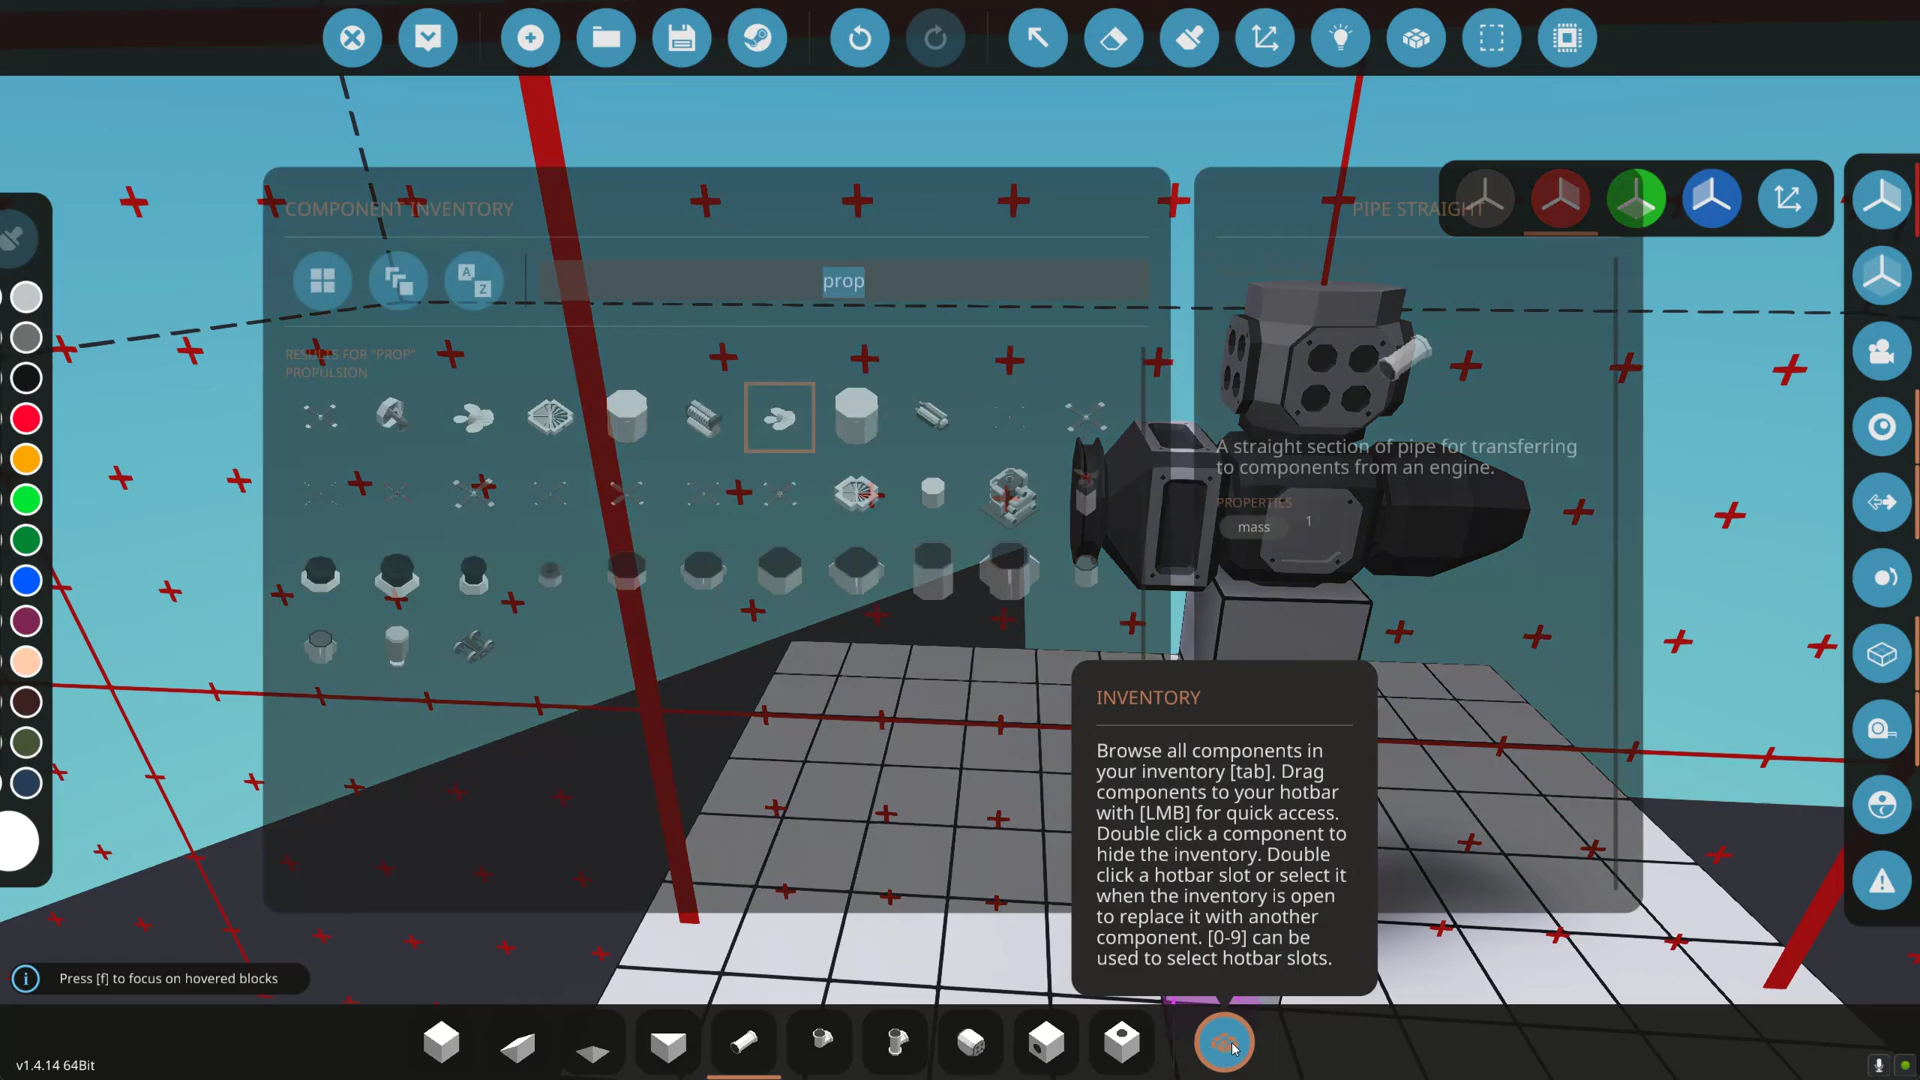 COMPONENT INVENTORY
PIPE STRAIGHT
A
Z
prop
RESULTS FOR "PROP"
PROPULSION
A straight section of pipe for transferring
to components from an engine.
PROPERTIES
mass
1
INVENTORY
Browse all components in
your inventory [tab]. Drag
components to your hotbar
with [LMB] for quick access.
Double click a component to
hide the inventory. Double
click a hotbar slot or select it
when the inventory is open
to replace it with another
component. [0-9] can be
used to select hotbar slots.
Press [f] to focus on hovered blocks
v1.4.14 64Bit